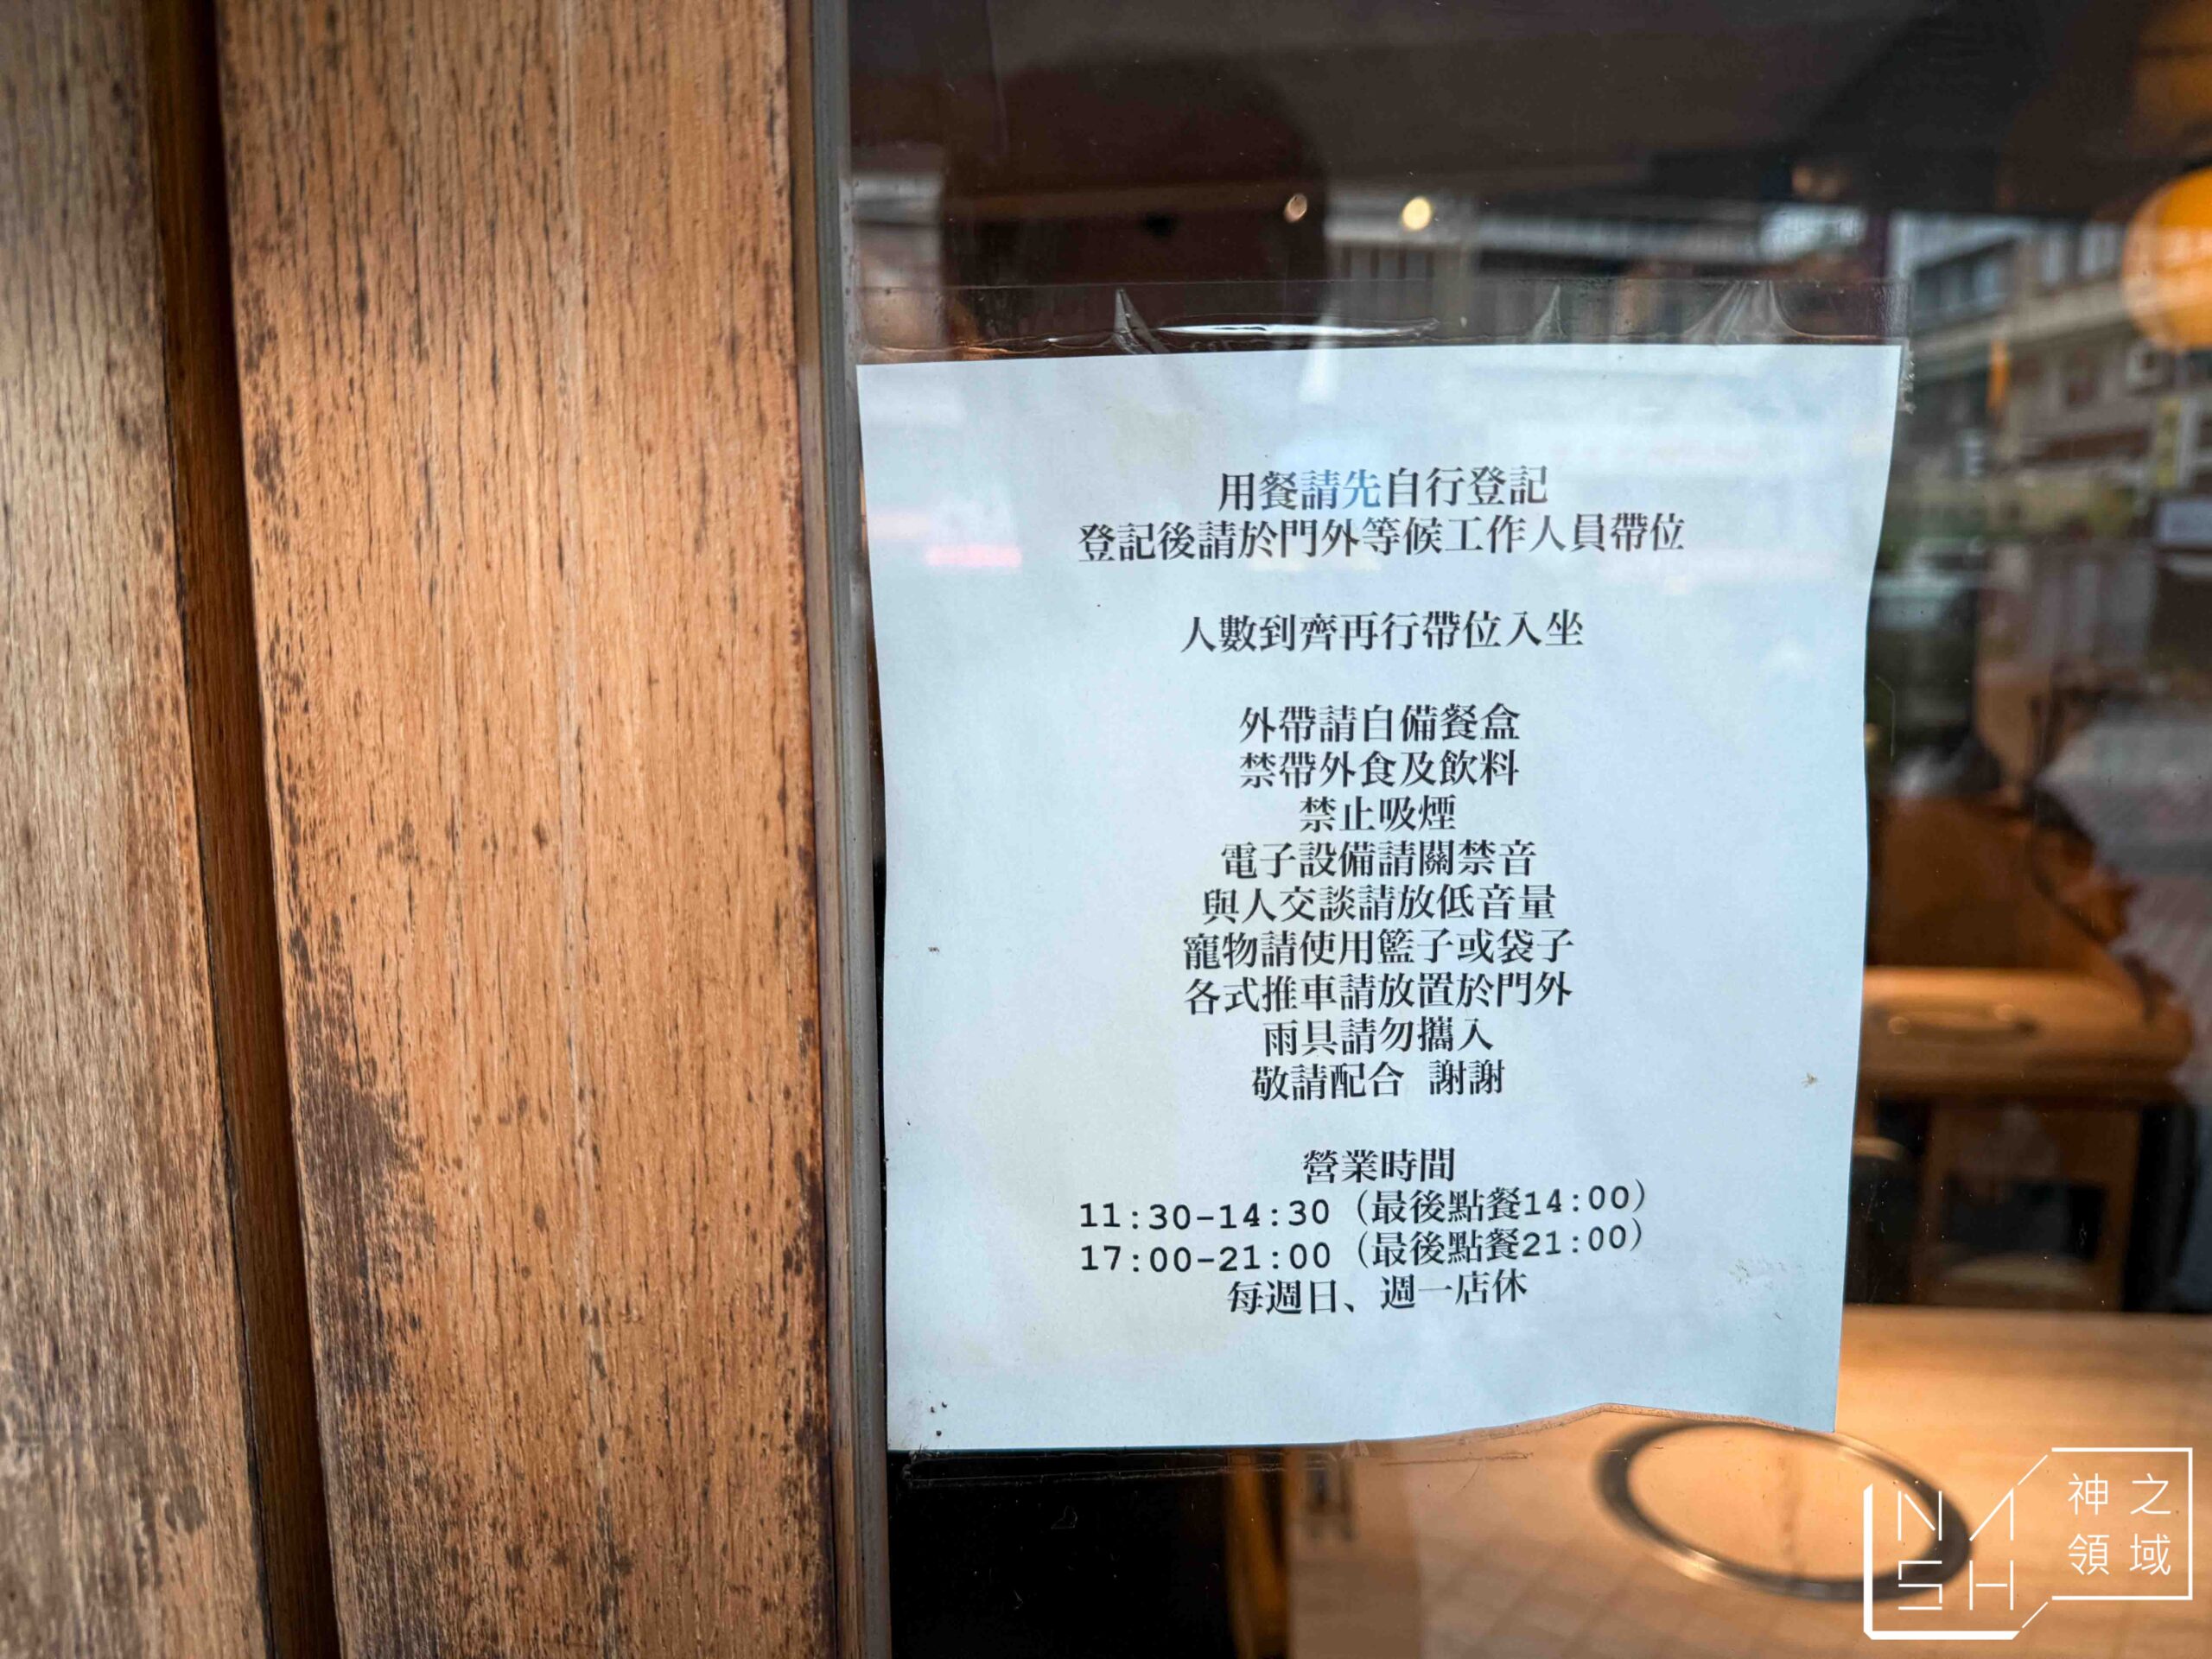 用餐請先自行登記
登記後請於門外等候工作人員帶位
人數到齊再行帶位入坐
外帶請自備餐盒
禁帶外食及飲料
禁止吸煙
電子設備請關禁音
與人交談請放低音量
寵物請使用籃子或袋子
各式推車請放置於門外
雨具請勿攜入
敬請配合 謝謝
營業時間
11:30-14:30（最後點餐14:00）
17:00-21:00（最後點餐21:00）
每週日、週一店休
NASH
神之領域